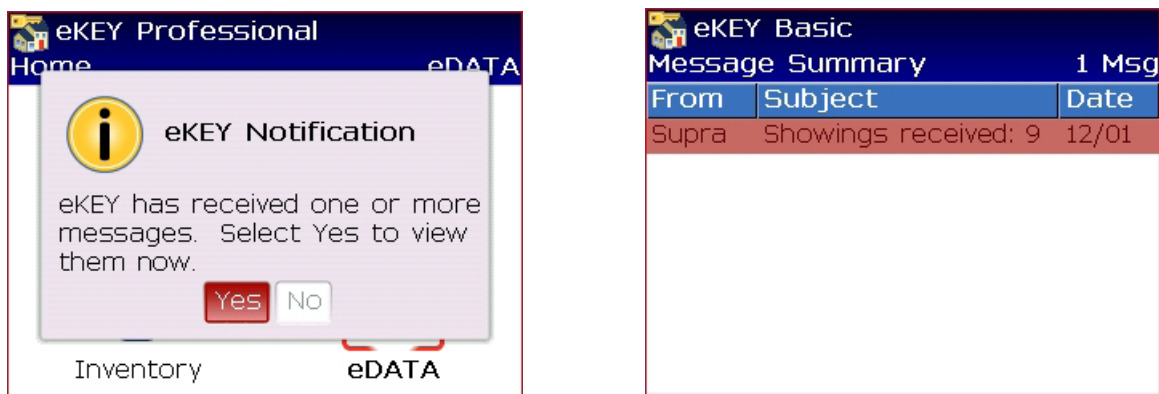 eKEY Professional
Home eDATA
eKEY Notification
eKEY has received one or more
messages. Select Yes to view
them now.
Yes No
Inventory eDATA
eKEY Basic
Message Summary 1 Msg
From Subject Date
Supra Showings received: 9 12/01